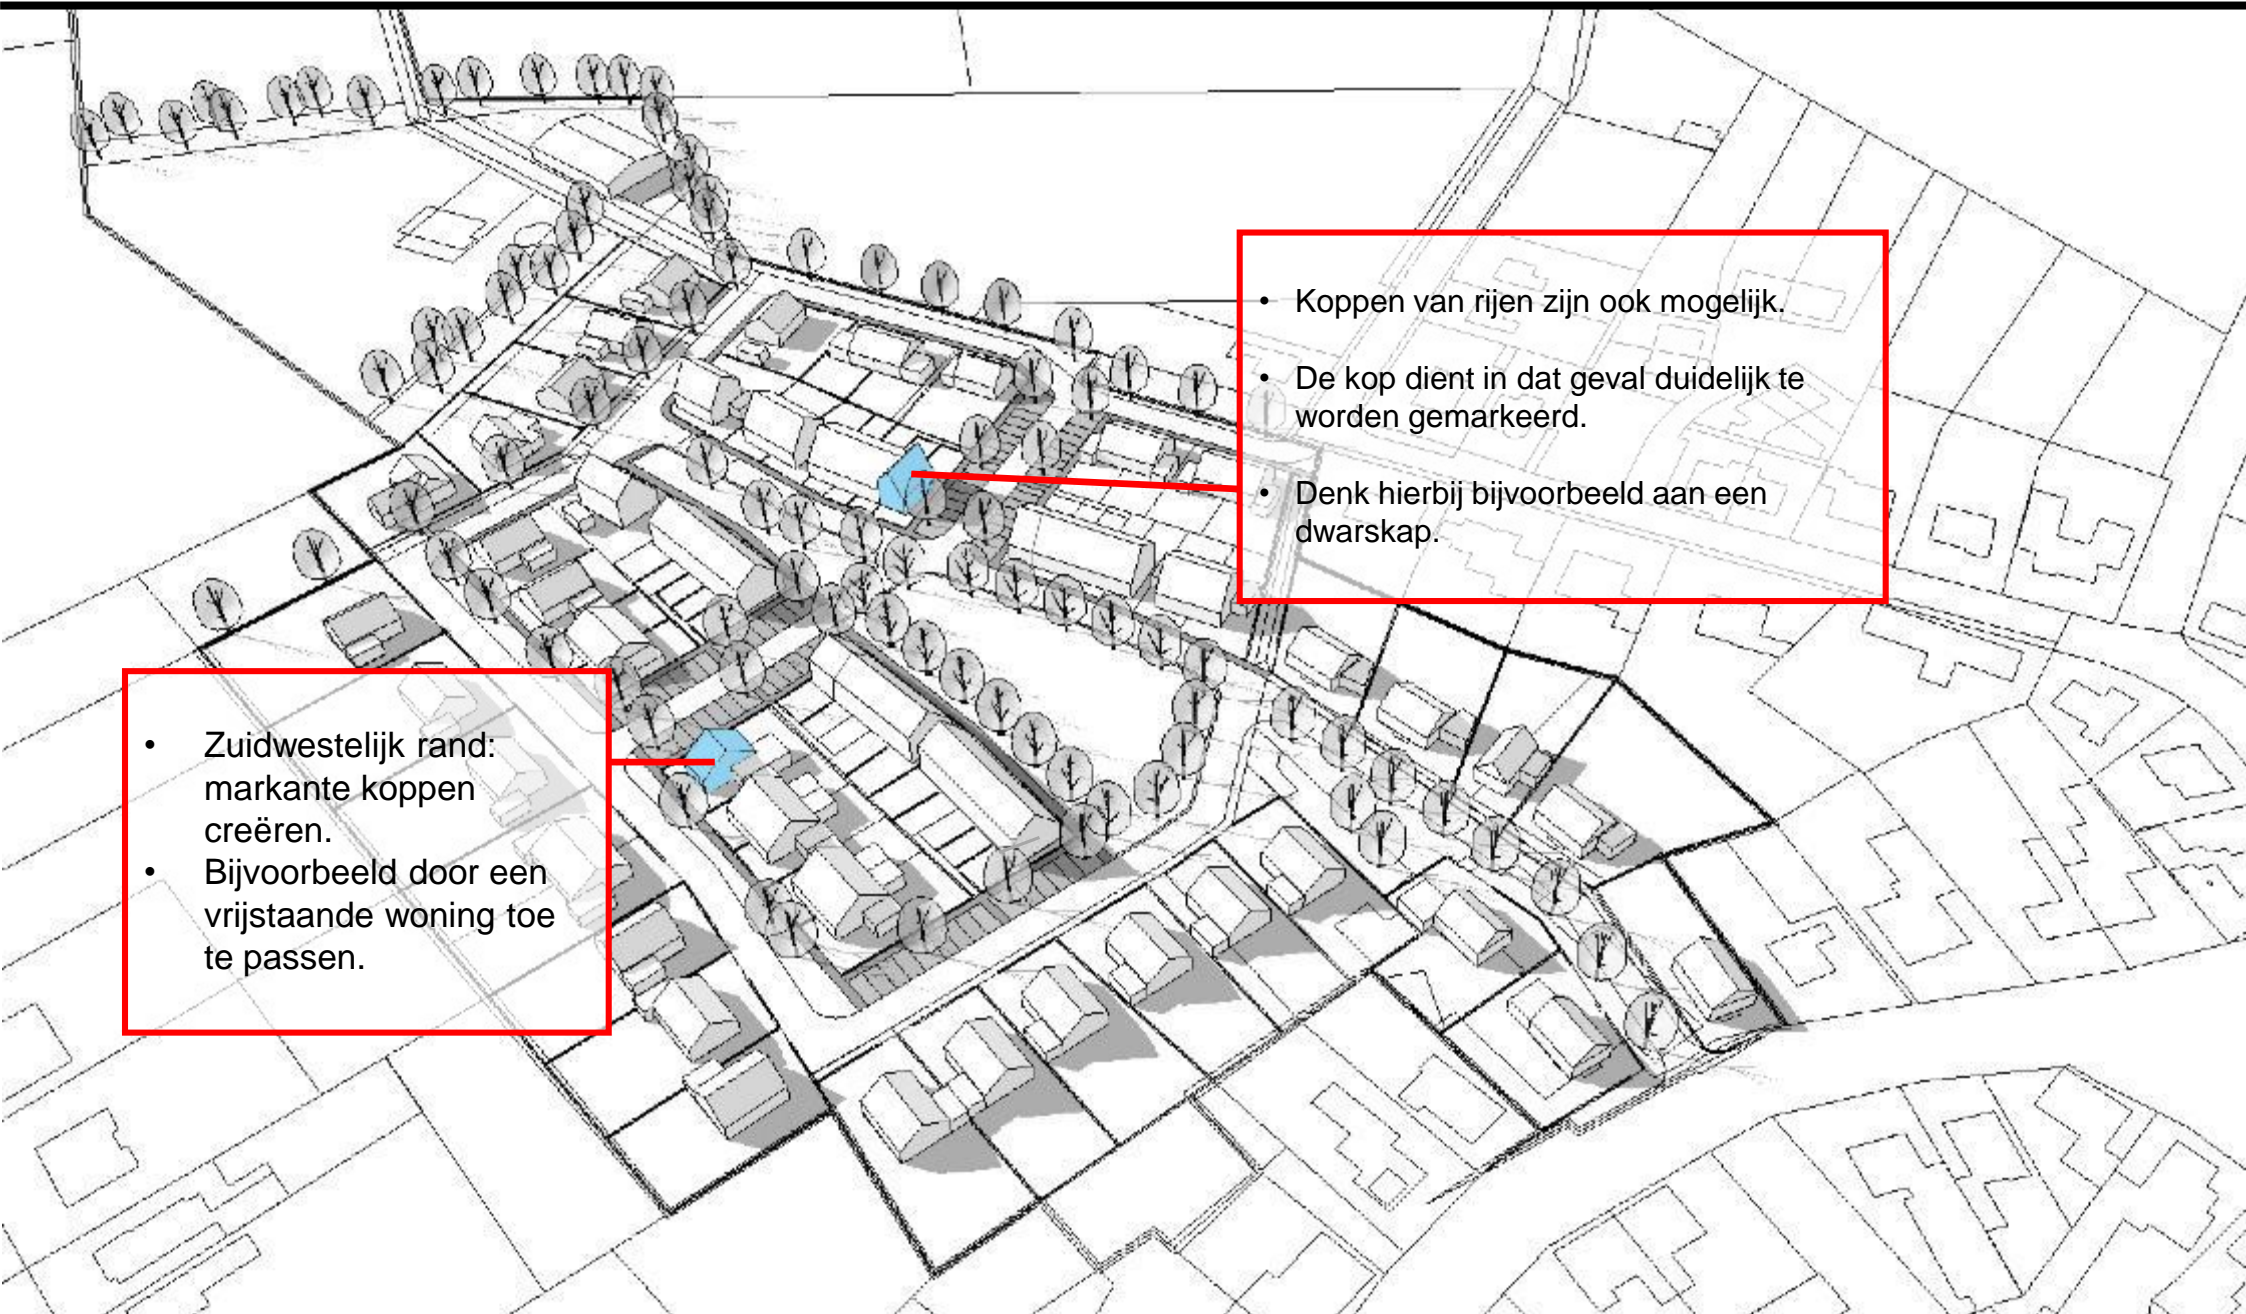 • Koppen van rijen zijn ook mogelijk.
• De kop dient in dat geval duidelijk te
worden gemarkeerd.
• Denk hierbij bijvoorbeeld aan een
dwarskap.
• Zuidwestelijk rand:
markante koppen
creëren.
• Bijvoorbeeld door een
vrijstaande woning toe
te passen.